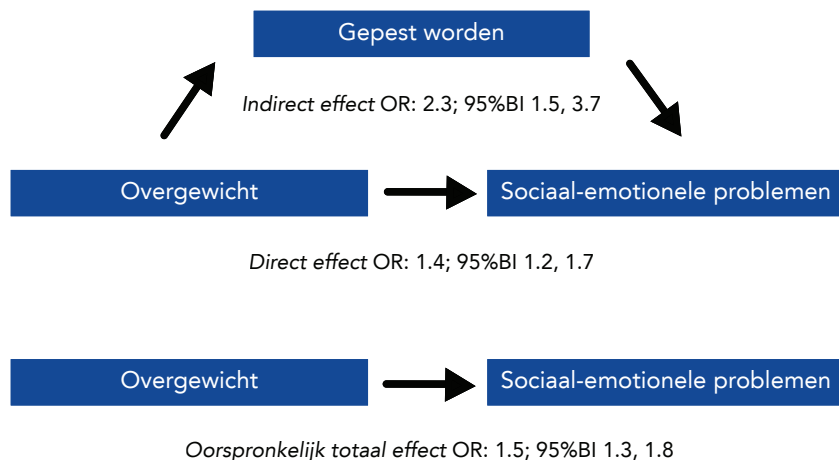 Gepest worden
Indirect effect OR: 2.3; 95%BI 1.5, 3.7
Overgewicht
Sociaal-emotionele problemen
Direct effect OR: 1.4; 95%BI 1.2, 1.7
Overgewicht
Sociaal-emotionele problemen
Oorspronkelijk totaal effect OR: 1.5; 95%BI 1.3, 1.8